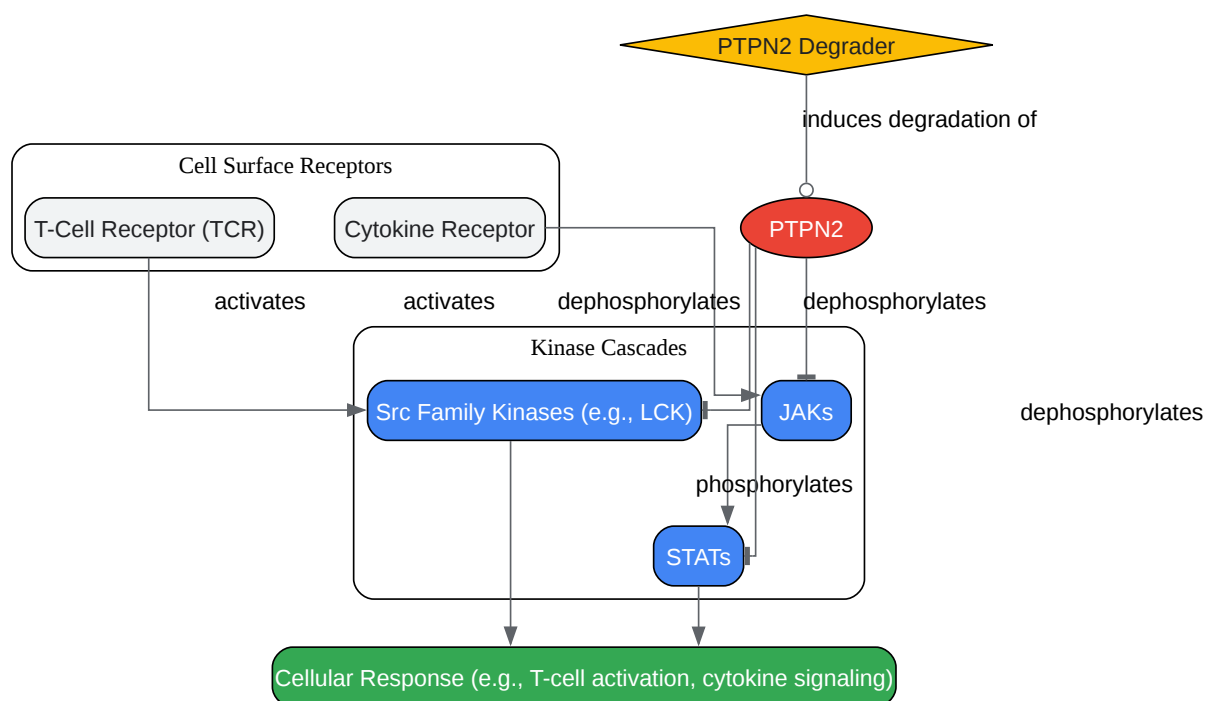 PTPN2 Degrader
induces degradation of
Cell Surface Receptors
T-Cell Receptor (TCR)
Cytokine Receptor
PTPN2
activates
activates
dephosphorylates
dephosphorylates
Kinase Cascades
Src Family Kinases (e.g., LCK)
JAKs
dephosphorylates
phosphorylates
STATs
Cellular Response (e.g., T-cell activation, cytokine signaling)